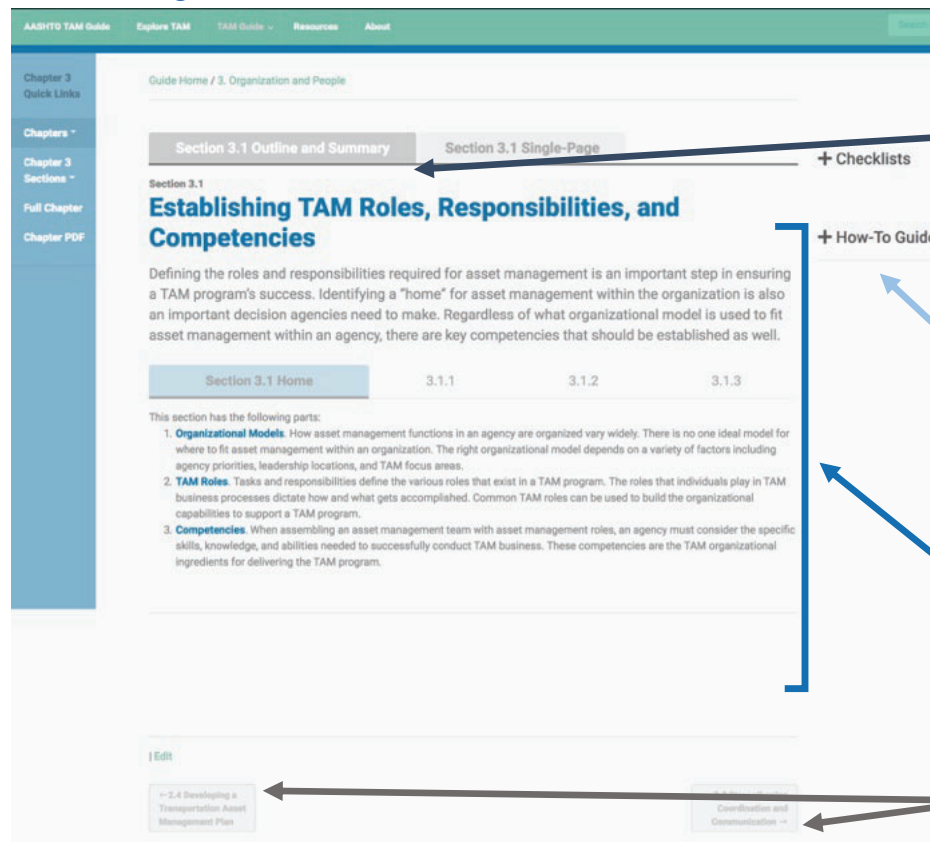 AASHTO TAM Guide Explore TAM TAM Guide Resources About Search
Chapter 3
Quick Links
Chapters
Chapter 3
Sections
Full Chapter
Chapter PDF
Guide Home / 3. Organization and People
Section 3.1 Outline and Summary Section 3.1 Single-Page
Section 3.1
Establishing TAM Roles, Responsibilities, and
Competencies
Defining the roles and responsibilities required for asset management is an important step in ensuring
a TAM program's success. Identifying a "home" for asset management within the organization is also
an important decision agencies need to make. Regardless of what organizational model is used to fit
asset management within an agency, there are key competencies that should be established as well.
Section 3.1 Home 3.1.1 3.1.2 3.1.3
This section has the following parts:
1. Organizational Models. How asset management functions in an agency are organized vary widely. There is no one ideal model for
where to fit asset management within an organization. The right organizational model depends on a variety of factors including
agency priorities, leadership locations, and TAM focus areas.
2. TAM Roles. Tasks and responsibilities define the various roles that exist in a TAM program. The roles that individuals play in TAM
business processes dictate how and what gets accomplished. Common TAM roles can be used to build the organizational
capabilities to support a TAM program.
3. Competencies. When assembling an asset management team with asset management roles, an agency must consider the specific
skills, knowledge, and abilities needed to successfully conduct TAM business. These competencies are the TAM organizational
ingredients for delivering the TAM program.
+ Checklists
+ How-To Guide
| Edit
← 2.4 Developing a
Transportation Asset
Management Plan
Coordination and
Communication →